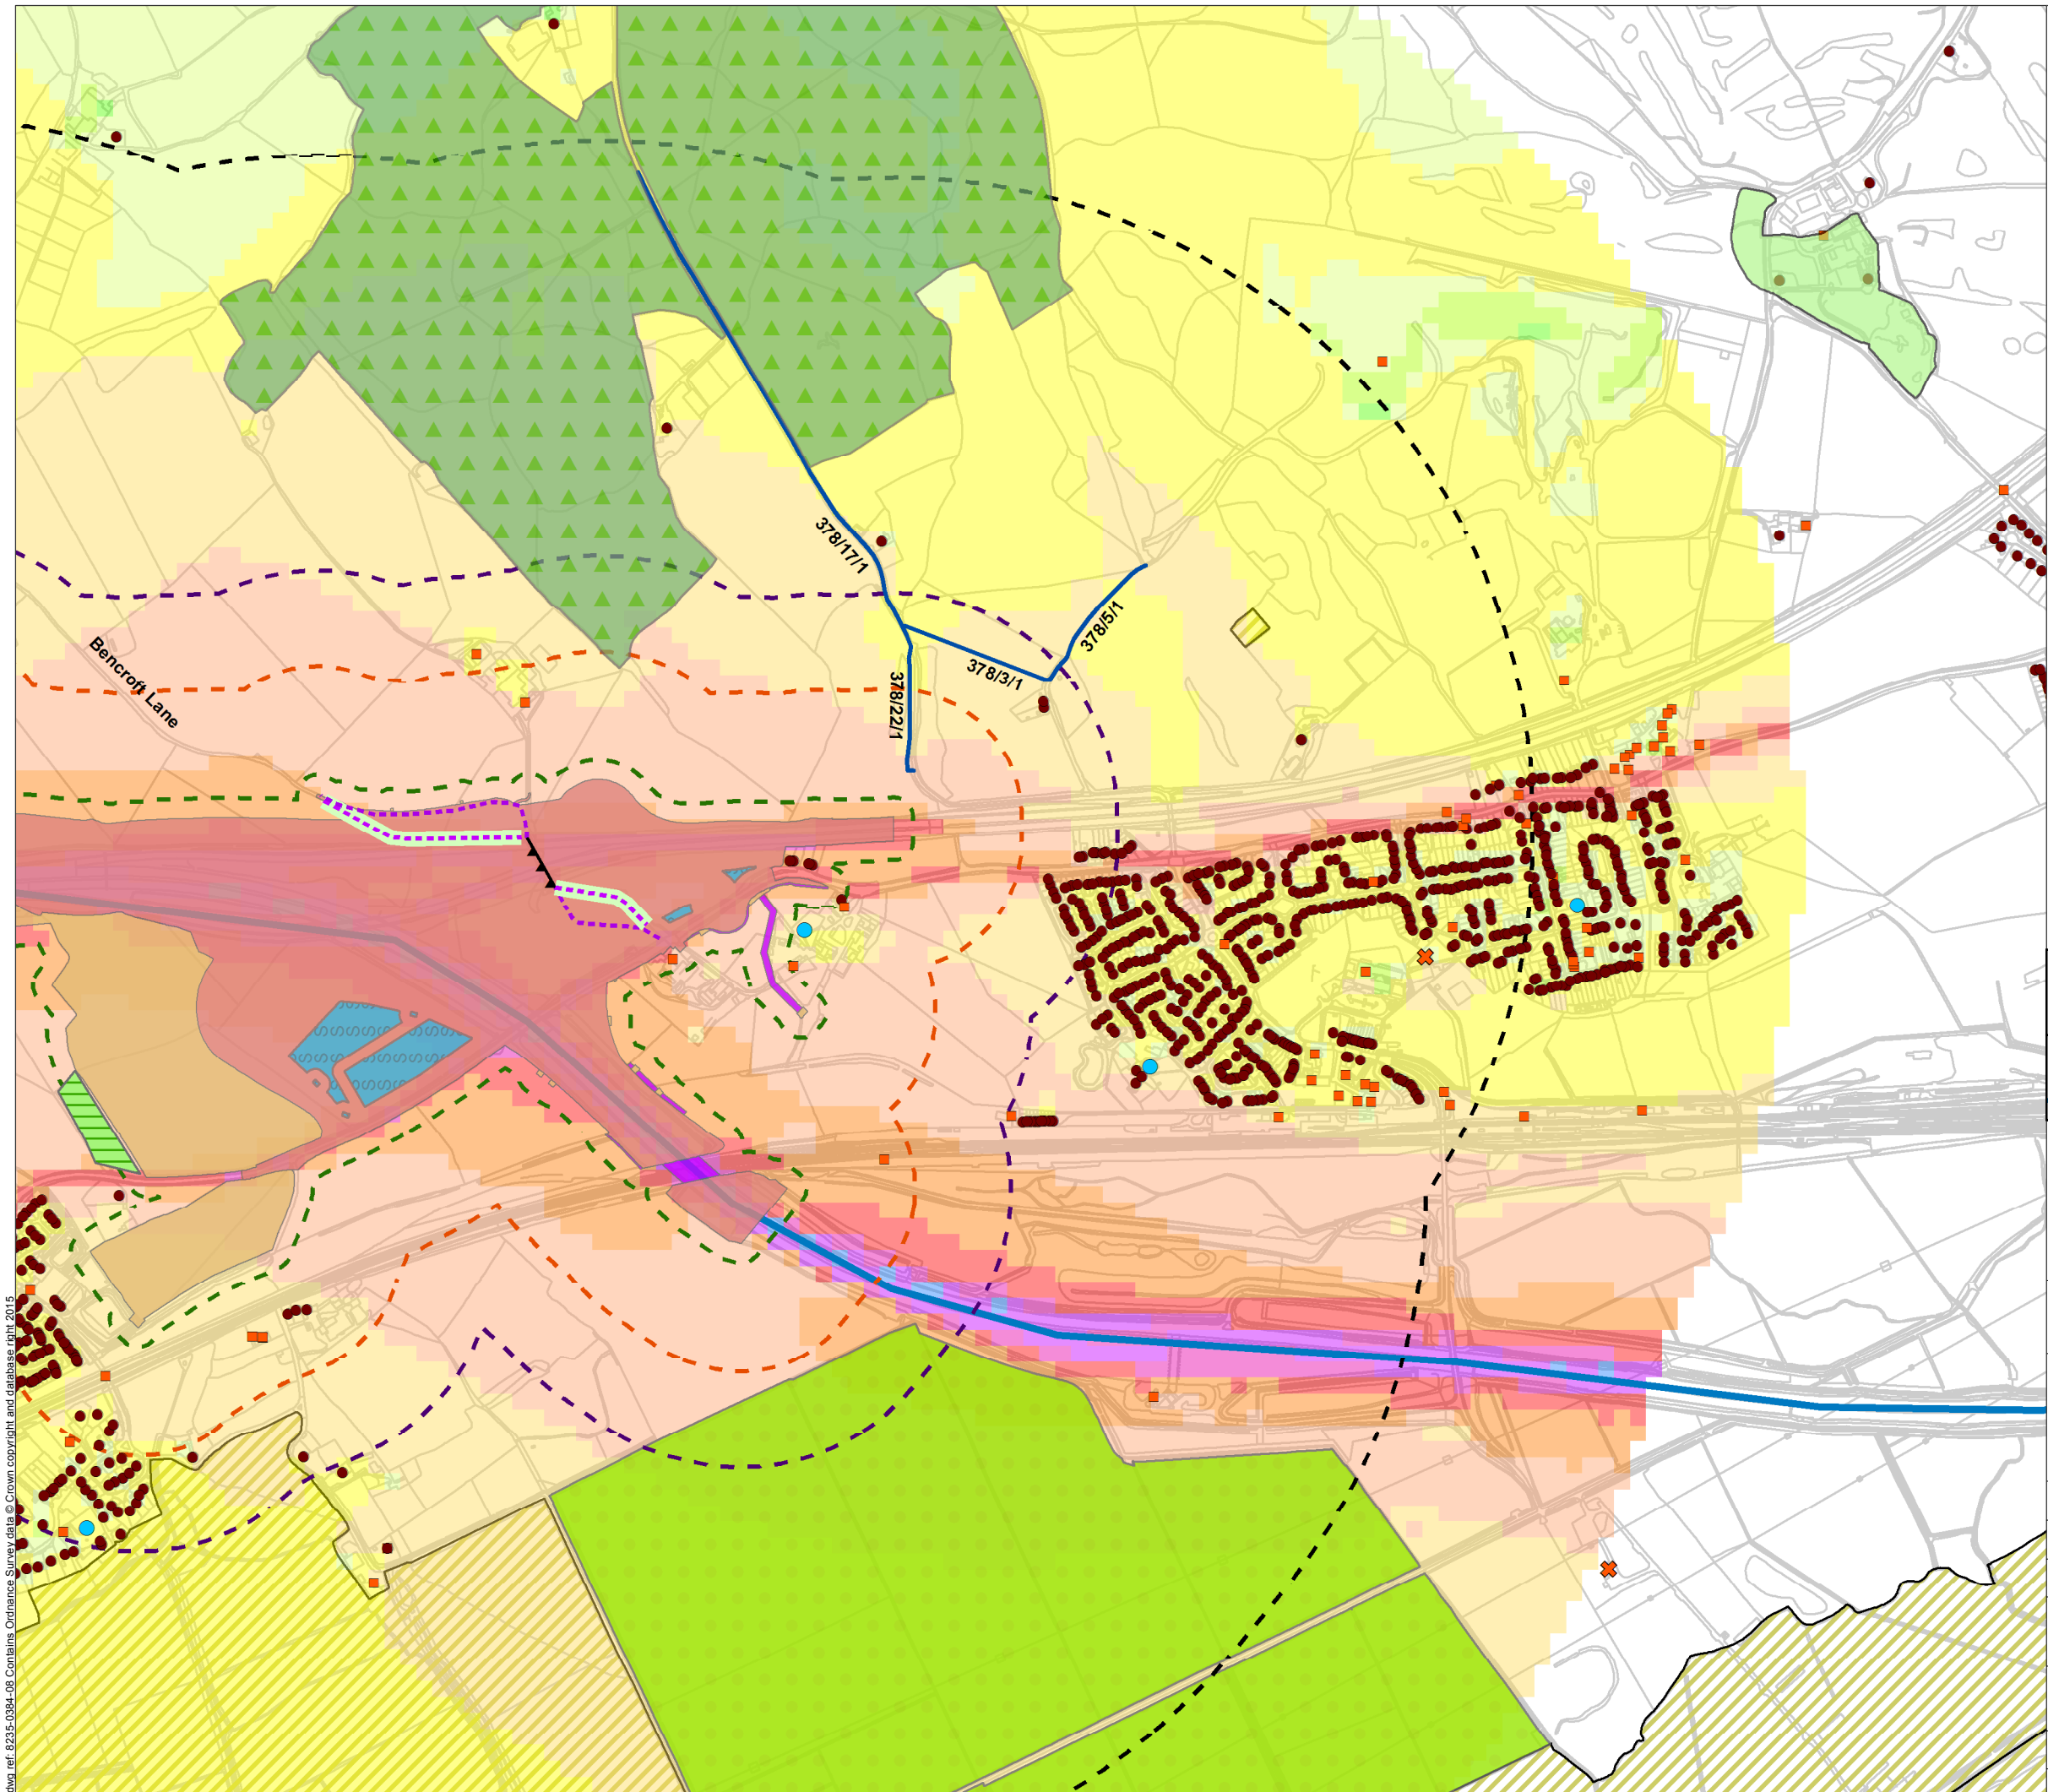 378/17/1
378/5/1
378/3/1
378/22/1
Bencroft Lane
dwg ref: 8235-0384-08 Contains Ordnance Survey data © Crown copyright and database right 2015